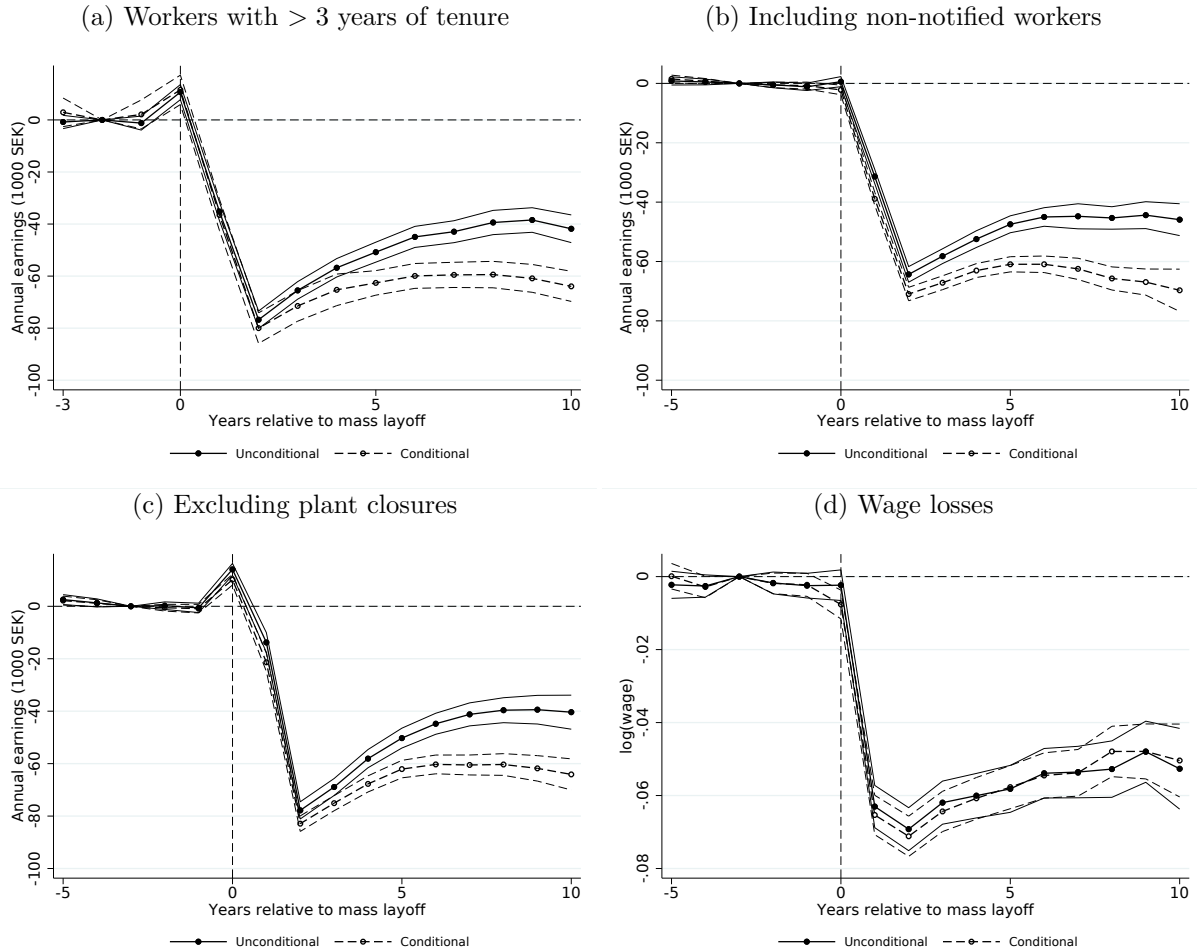 (a) Workers with > 3 years of tenure
Annual earnings (1000 SEK)
0
-20
-40
-60
-80
-100
-3 0 5 10
Years relative to mass layoff
Unconditional Conditional
(b) Including non-notified workers
Annual earnings (1000 SEK)
0
-20
-40
-60
-80
-100
-5 0 5 10
Years relative to mass layoff
Unconditional Conditional
(c) Excluding plant closures
Annual earnings (1000 SEK)
0
-20
-40
-60
-80
-100
-5 0 5 10
Years relative to mass layoff
Unconditional Conditional
(d) Wage losses
log(wage)
0
-.02
-.04
-.06
-.08
-5 0 5 10
Years relative to mass layoff
Unconditional Conditional